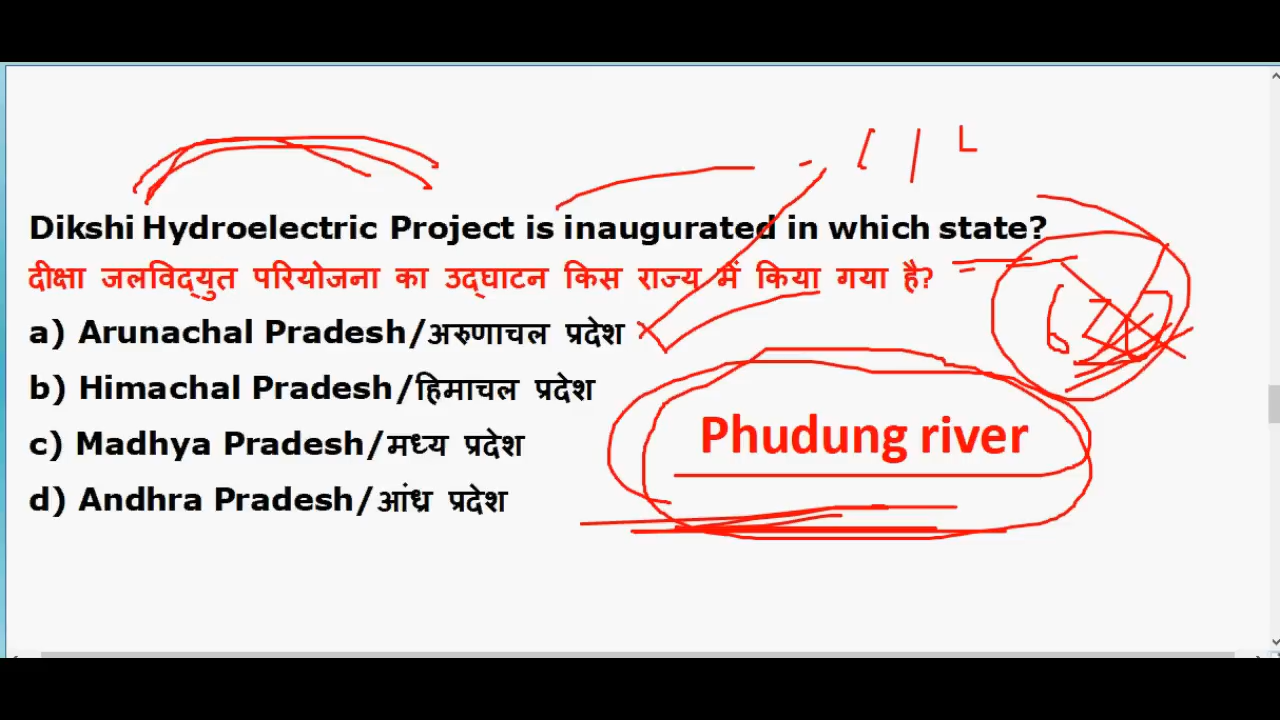 Dikshi Hydroelectric Project is inaugurated in which state?
दीक्षा जलविद्युत परियोजना का उद्घाटन किस राज्य में किया गया है?
a) Arunachal Pradesh/अरुणाचल प्रदेश
b) Himachal Pradesh/हिमाचल प्रदेश
c) Madhya Pradesh/मध्य प्रदेश
d) Andhra Pradesh/आंध्र प्रदेश
Phudung river